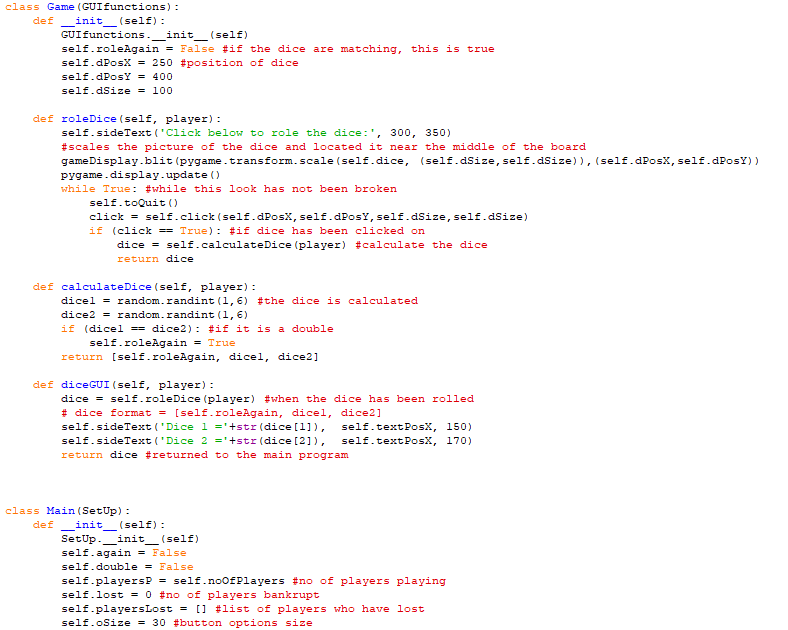 class Game(GUIfunctions):
    def __init__(self):
        GUIfunctions.__init__(self)
        self.roleAgain = False #if the dice are matching, this is true
        self.dPosX = 250 #position of dice
        self.dPosY = 400
        self.dSize = 100

    def roleDice(self, player):
        self.sideText('Click below to role the dice:', 300, 350)
        #scales the picture of the dice and located it near the middle of the board
        gameDisplay.blit(pygame.transform.scale(self.dice, (self.dSize,self.dSize)),(self.dPosX,self.dPosY))
        pygame.display.update()
        while True: #while this look has not been broken
            self.toQuit()
            click = self.click(self.dPosX,self.dPosY,self.dSize,self.dSize)
            if (click == True): #if dice has been clicked on
                dice = self.calculateDice(player) #calculate the dice
                return dice

    def calculateDice(self, player):
        dice1 = random.randint(1,6) #the dice is calculated
        dice2 = random.randint(1,6)
        if (dice1 == dice2): #if it is a double
            self.roleAgain = True
        return [self.roleAgain, dice1, dice2]

    def diceGUI(self, player):
        dice = self.roleDice(player) #when the dice has been rolled
        # dice format = [self.roleAgain, dice1, dice2]
        self.sideText('Dice 1 ='+str(dice[1]),  self.textPosX, 150)
        self.sideText('Dice 2 ='+str(dice[2]),  self.textPosX, 170)
        return dice #returned to the main program

class Main(SetUp):
    def __init__(self):
        SetUp.__init__(self)
        self.again = False
        self.double = False
        self.playersP = self.noOfPlayers #no of players playing
        self.lost = 0 #no of players bankrupt
        self.playersLost = [] #list of players who have lost
        self.oSize = 30 #button options size